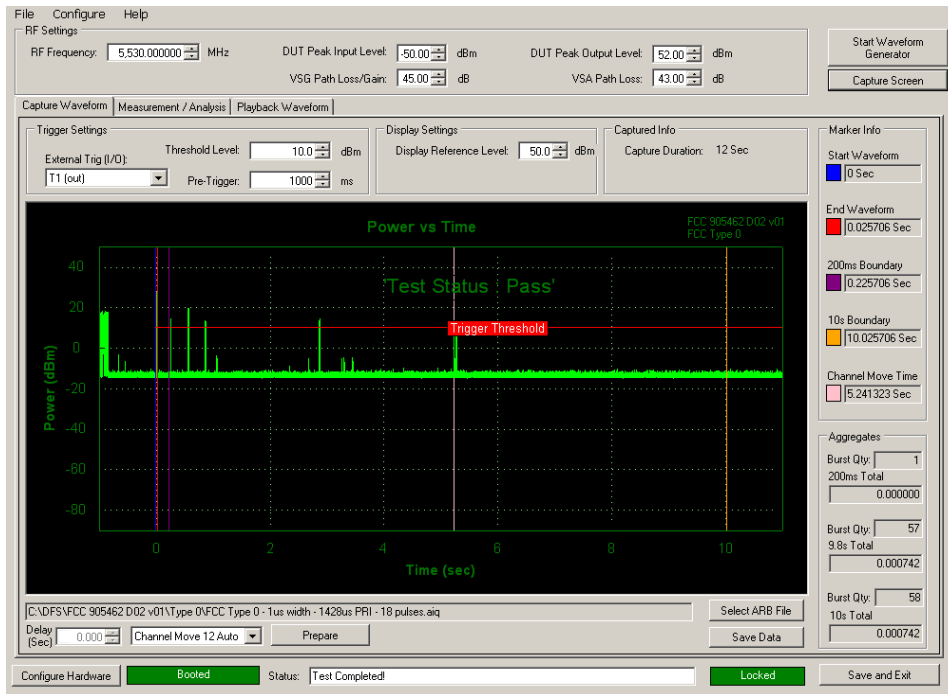 File Configure Help
RF Settings
RF Frequency: 5,530.000000 MHz
DUT Peak Input Level: -50.00 dBm
DUT Peak Output Level: 52.00 dBm
VSG Path Loss/Gain: 45.00 dB
VSA Path Loss: 43.00 dB
Start Waveform Generator
Capture Screen
Capture Waveform Measurement / Analysis Playback Waveform
Trigger Settings
External Trig (I/O):
T1 (out)
Threshold Level: 10.0 dBm
Pre-Trigger: 1000 ms
Display Settings
Display Reference Level: 50.0 dBm
Captured Info
Capture Duration: 12 Sec
Power vs Time
FCC 905462 D02 v01
FCC Type 0
'Test Status : Pass'
Trigger Threshold
Power (dBm)
40
20
0
-20
-40
-60
-80
0 2 4 6 8 10
Time (sec)
Marker Info
Start Waveform
0 Sec
End Waveform
0.025706 Sec
200ms Boundary
0.225706 Sec
10s Boundary
10.025706 Sec
Channel Move Time
5.241323 Sec
Aggregates
Burst Qty: 1
200ms Total
0.000000
Burst Qty: 57
9.8s Total
0.000742
Burst Qty: 58
10s Total
0.000742
C:\DFS\FCC 905462 D02 v01\Type 0\FCC Type 0 - 1us width - 1428us PRI - 18 pulses.aiq
Select ARB File
Delay (Sec) 0.000
Channel Move 12 Auto
Prepare
Save Data
Configure Hardware
Booted
Status: Test Completed!
Locked
Save and Exit